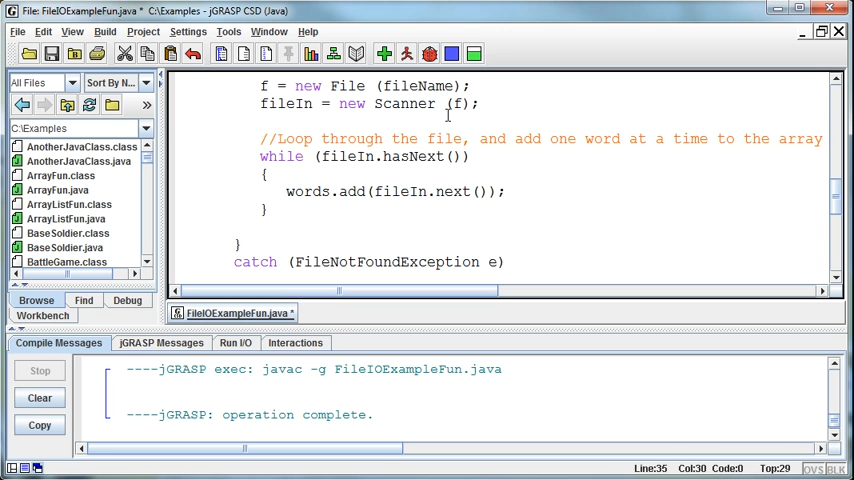 File: FileIOExampleFun.java * C:\Examples - jGRASP CSD (Java)
File Edit View Build Project Settings Tools Window Help
All Files Sort By N...
C:\Examples
AnotherJavaClass.class
AnotherJavaClass.java
ArrayFun.class
ArrayFun.java
ArrayListFun.class
ArrayListFun.java
BaseSoldier.class
BaseSoldier.java
BattleGame.class
Browse Find Debug
Workbench
f = new File (fileName);
fileIn = new Scanner (f);
//Loop through the file, and add one word at a time to the array
while (fileIn.hasNext())
{
words.add(fileIn.next());
}
}
catch (FileNotFoundException e)
FileIOExampleFun.java *
Compile Messages jGRASP Messages Run I/O Interactions
Stop
Clear
Copy
----jGRASP exec: javac -g FileIOExampleFun.java
----jGRASP: operation complete.
Line:35 Col:30 Code:0 Top:29 OVS BLK